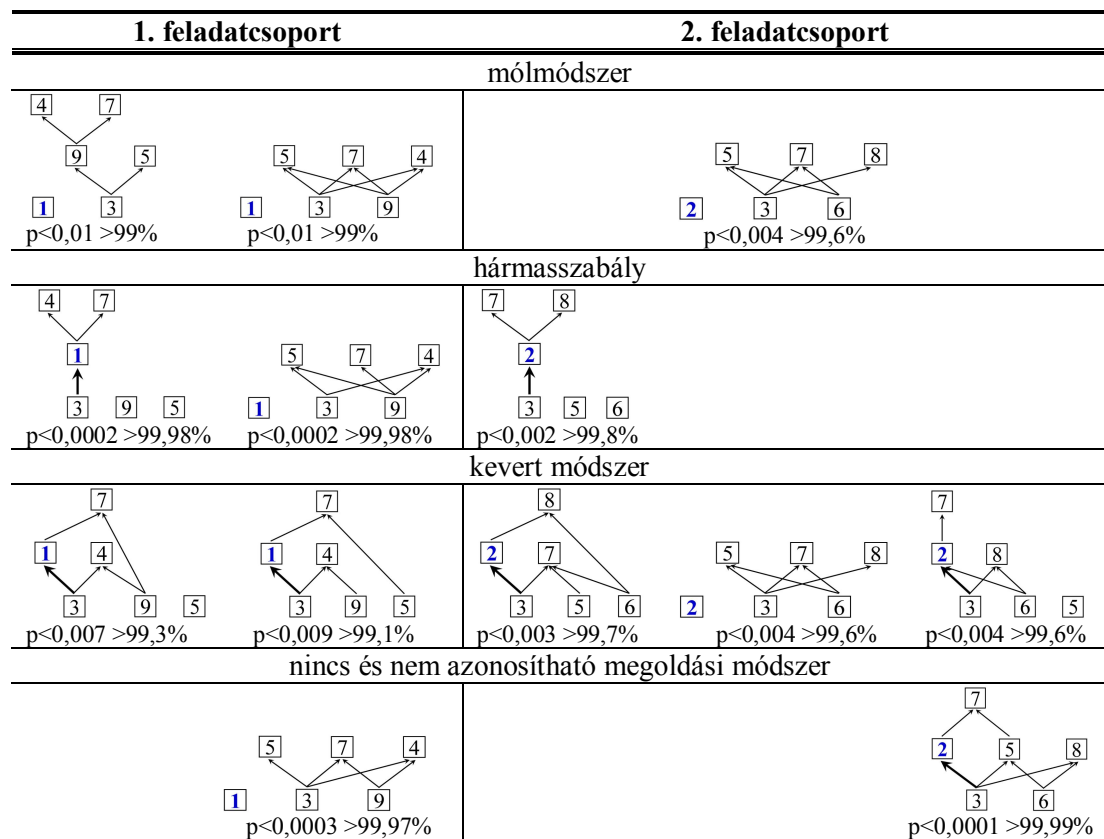 1. feladatcsoport 2. feladatcsoport
mólmódszer
4 7
9 5 5 7 4 5 7 8
1 3 1 3 9 2 3 6
p<0,01 >99% p<0,01 >99% p<0,004 >99,6%
hármasszabály
4 7 7 8
1 5 7 4 2
3 9 5 1 3 9 3 5 6
p<0,0002 >99,98% p<0,0002 >99,98% p<0,002 >99,8%
kevert módszer
7 7 8 7
1 4 1 4 2 7 5 7 8 2 8
3 9 5 3 9 5 3 5 6 2 3 6 3 6 5
p<0,007 >99,3% p<0,009 >99,1% p<0,003 >99,7% p<0,004 >99,6% p<0,004 >99,6%
nincs és nem azonosítható megoldási módszer
7
5 7 4 2 5 8
1 3 9 3 6
p<0,0003 >99,97% p<0,0001 >99,99%